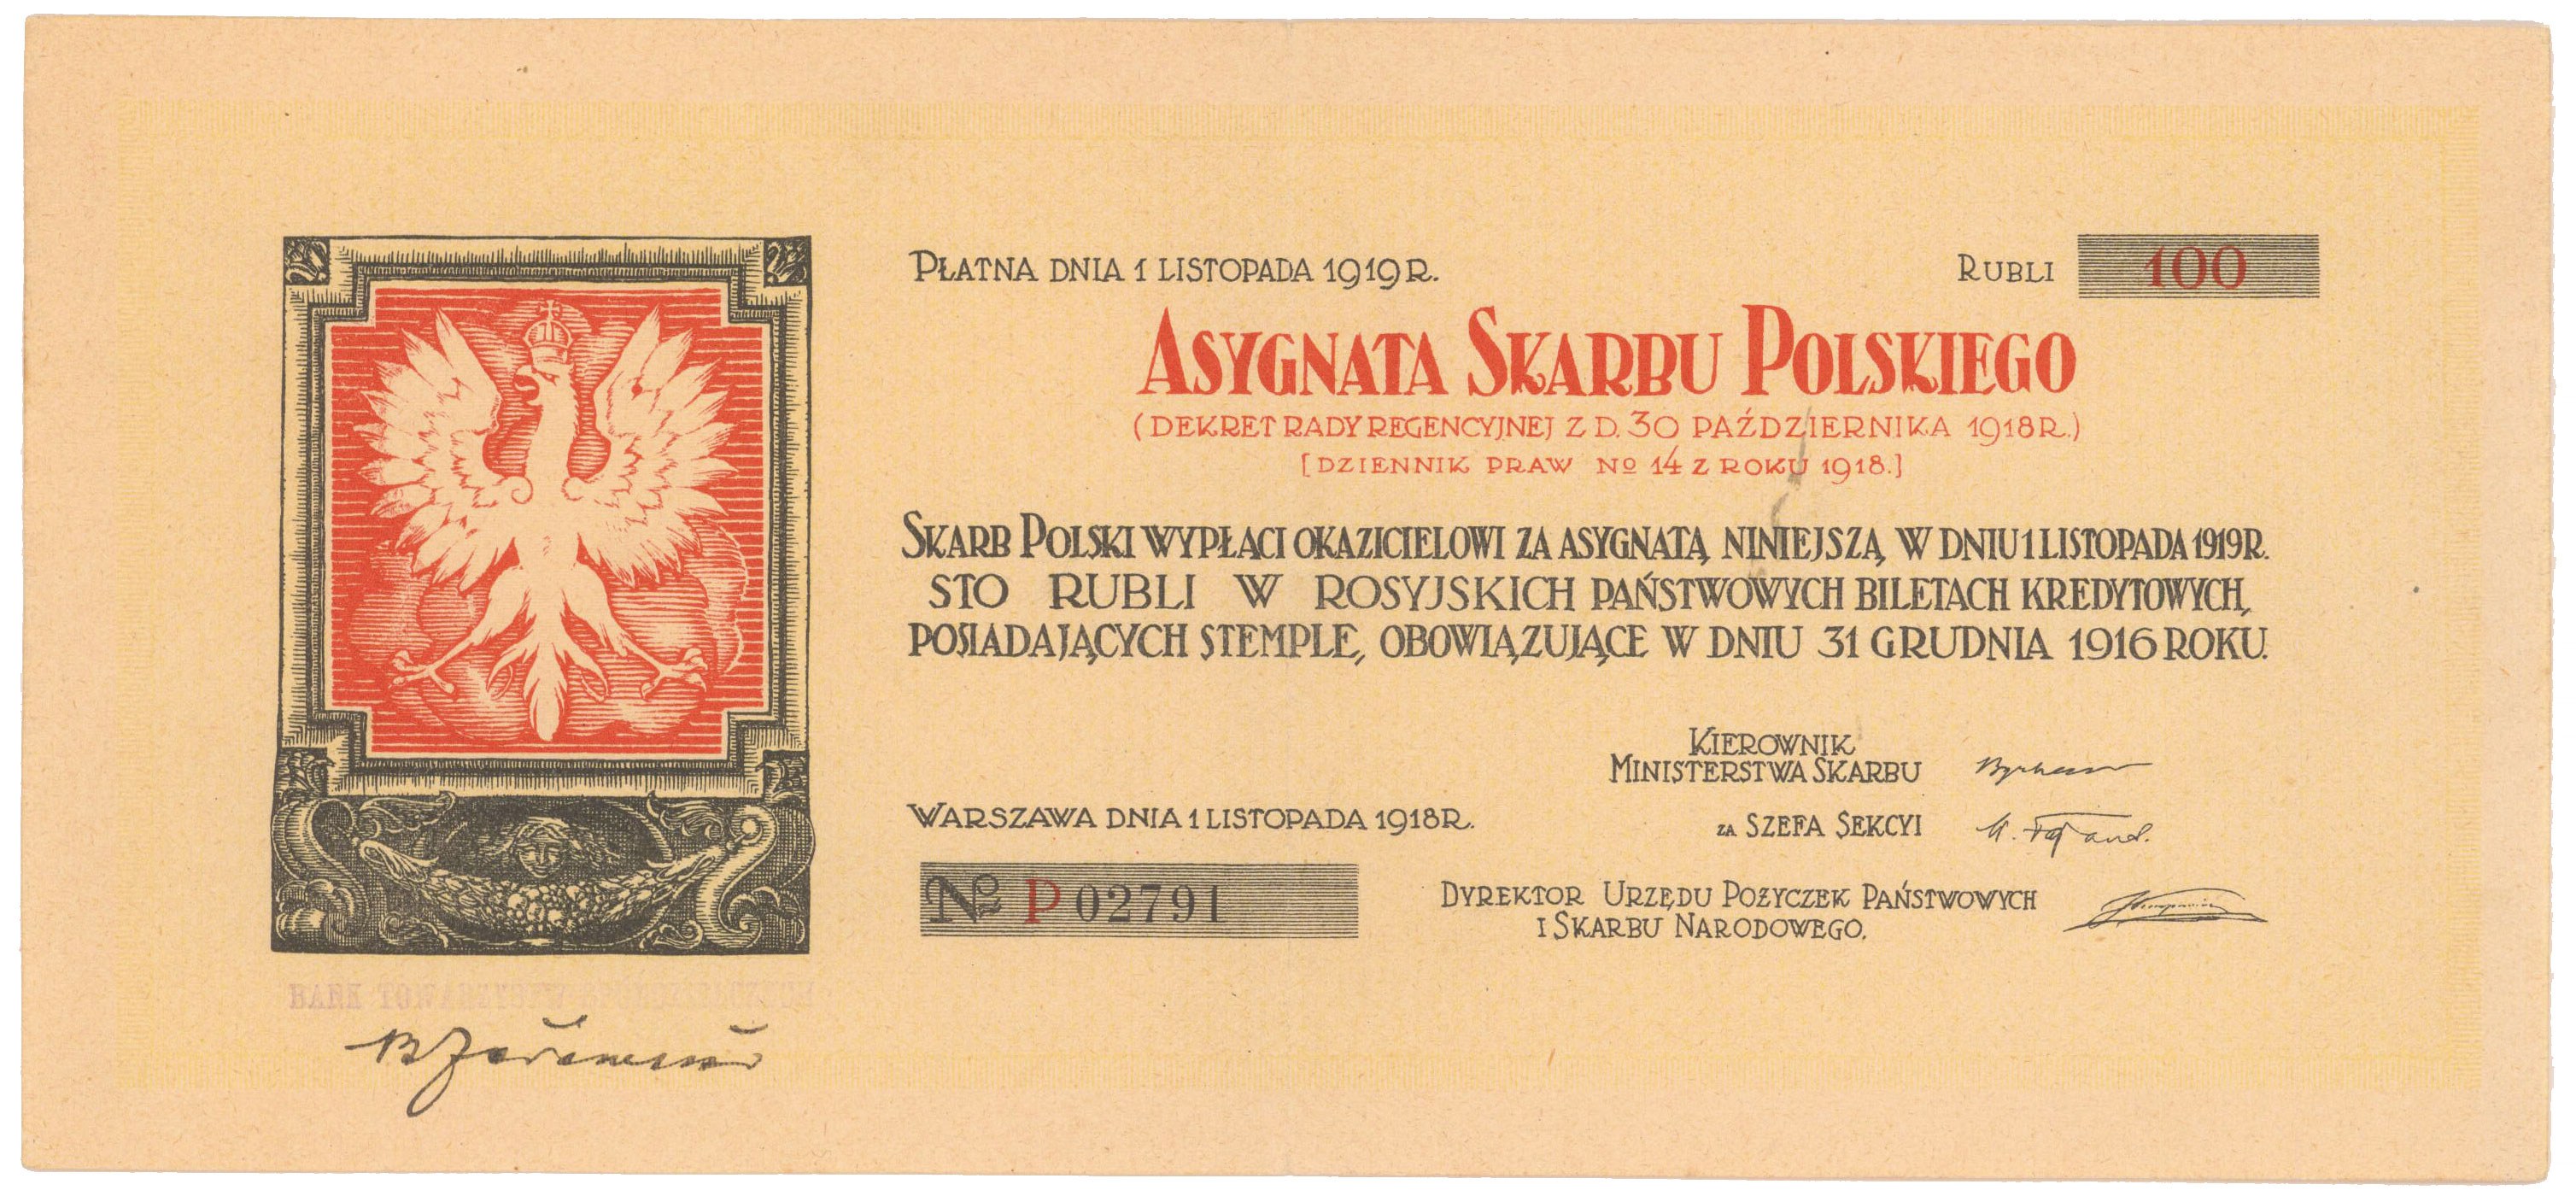 PŁATNA DNIA 1 LISTOPADA 1919 R.
RUBLI 100
ASYGNATA SKARBU POLSKIEGO
(DEKRET RADY REGENCYJNEJ Z D. 30 PAŹDZIERNIKA 1918 R.)
[DZIENNIK PRAW No 14 Z ROKU 1918.]
SKARB POLSKI WYPŁACI OKAZICIELOWI ZA ASYGNATĄ NINIEJSZĄ, W DNIU 1 LISTOPADA 1919 R.
STO RUBLI W ROSYJSKICH PAŃSTWOWYCH BILETACH KREDYTOWYCH,
POSIADAJĄCYCH STEMPLE, OBOWIĄZUJĄCE W DNIU 31 GRUDNIA 1916 ROKU.
KIEROWNIK
MINISTERSTWA SKARBU
WARSZAWA DNIA 1 LISTOPADA 1918 R.
ZA SZEFA SEKCYI
No P 02791
DYREKTOR URZĘDU POŻYCZEK PAŃSTWOWYCH
I SKARBU NARODOWEGO.
BANK TOWARZYSTW